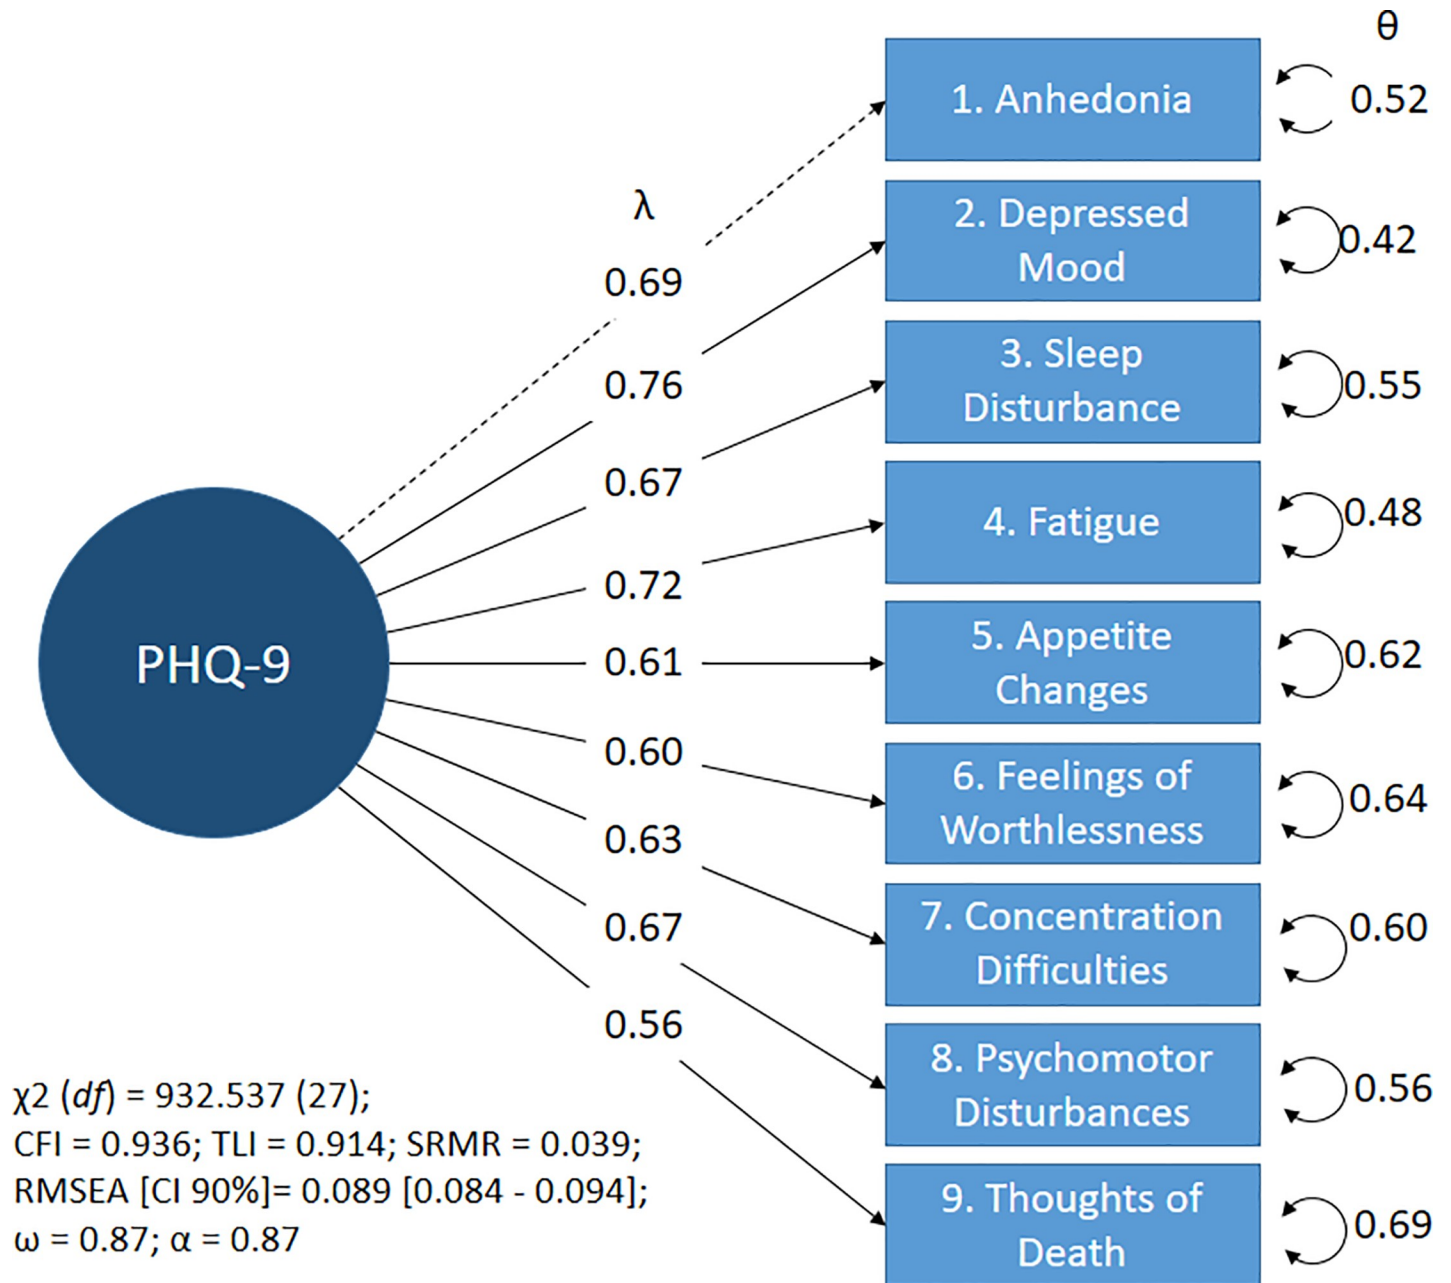 θ
1. Anhedonia
0.52
λ
0.69
2. Depressed
Mood
0.42
0.76
3. Sleep
Disturbance
0.55
0.67
4. Fatigue
0.48
0.72
PHQ-9
0.61
5. Appetite
Changes
0.62
0.60
6. Feelings of
Worthlessness
0.64
0.63
7. Concentration
Difficulties
0.60
0.67
8. Psychomotor
Disturbances
0.56
0.56
9. Thoughts of
Death
0.69
χ2 (df) = 932.537 (27);
CFI = 0.936; TLI = 0.914; SRMR = 0.039;
RMSEA [CI 90%]= 0.089 [0.084 - 0.094];
ω = 0.87; α = 0.87